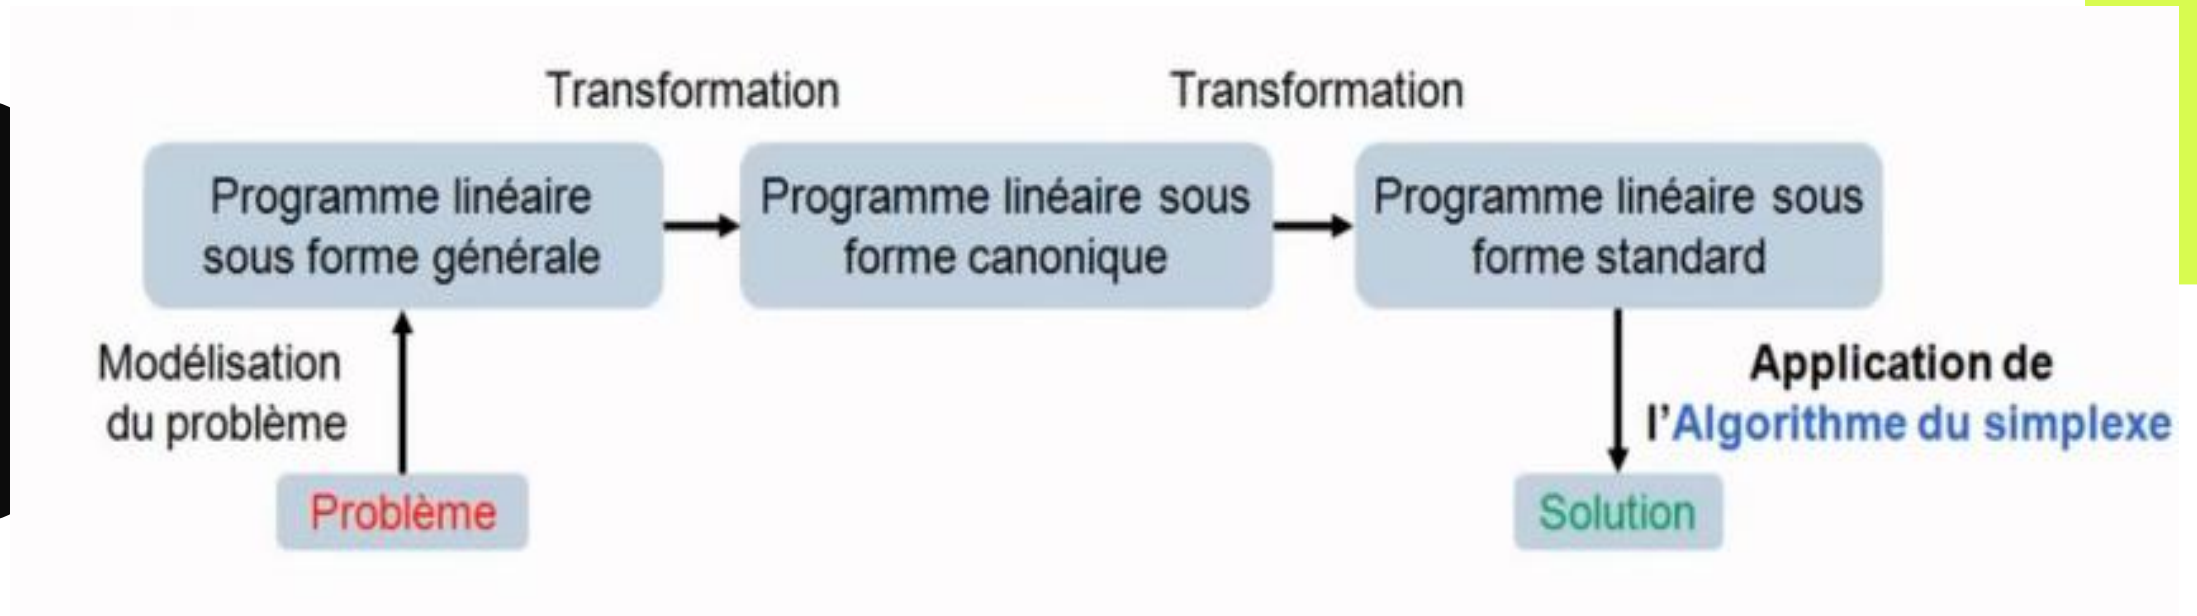 Transformation
Transformation
Programme linéaire
sous forme générale
Programme linéaire sous
forme canonique
Programme linéaire sous
forme standard
Modélisation
du problème
Application de
l'Algorithme du simplexe
Problème
Solution